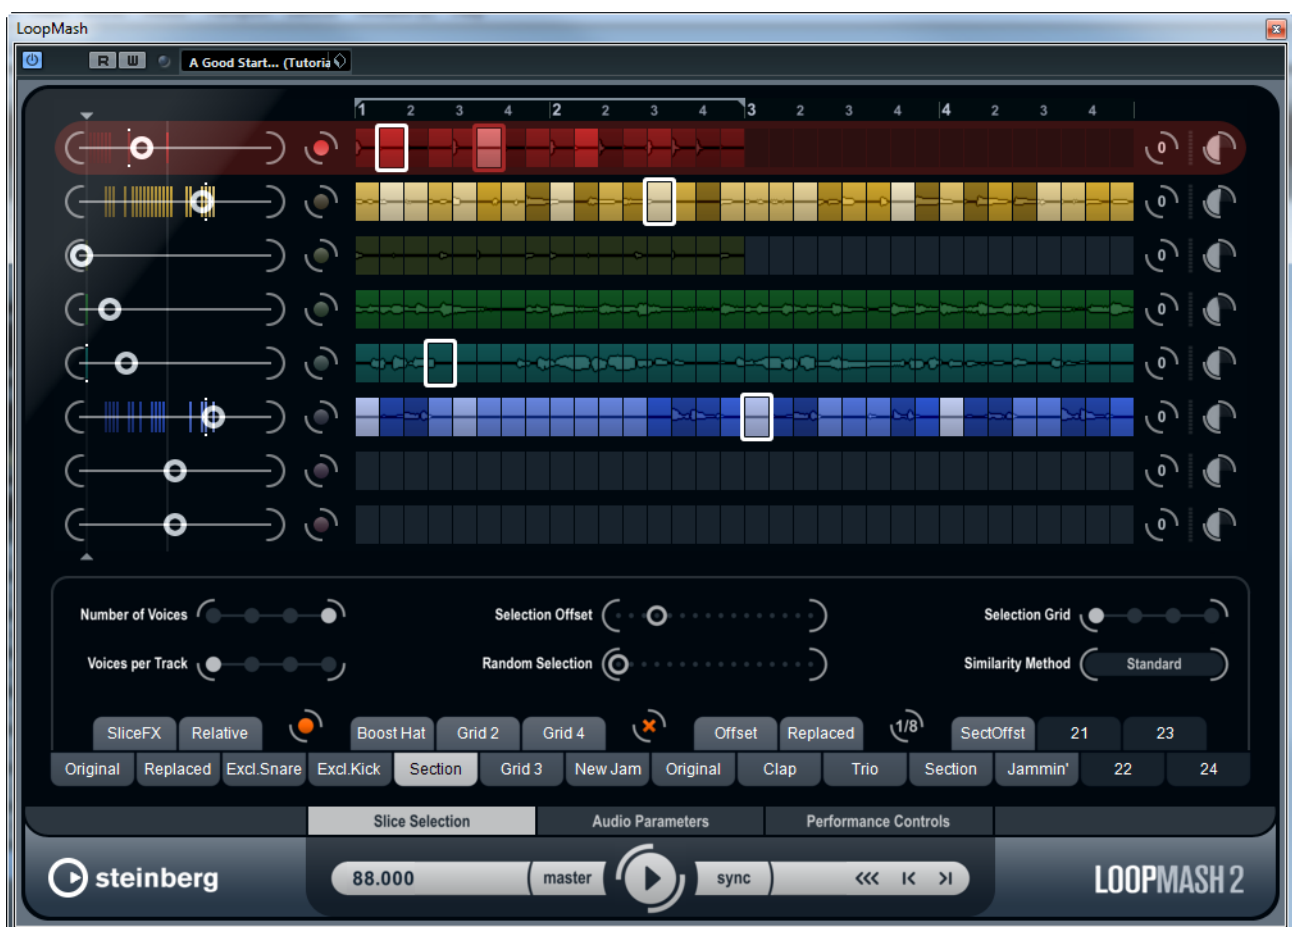 LoopMash
R W A Good Start... (Tutoria
1 2 3 4 2 2 3 4 3 2 3 4 4 2 3 4
0
0
0
0
0
0
0
0
Number of Voices Selection Offset Selection Grid
Voices per Track Random Selection Similarity Method Standard
SliceFX Relative Boost Hat Grid 2 Grid 4 Offset Replaced 1/8 SectOffst 21 23
Original Replaced Excl.Snare Excl.Kick Section Grid 3 New Jam Original Clap Trio Section Jammin' 22 24
Slice Selection Audio Parameters Performance Controls
steinberg 88.000 master sync LOOPMASH 2